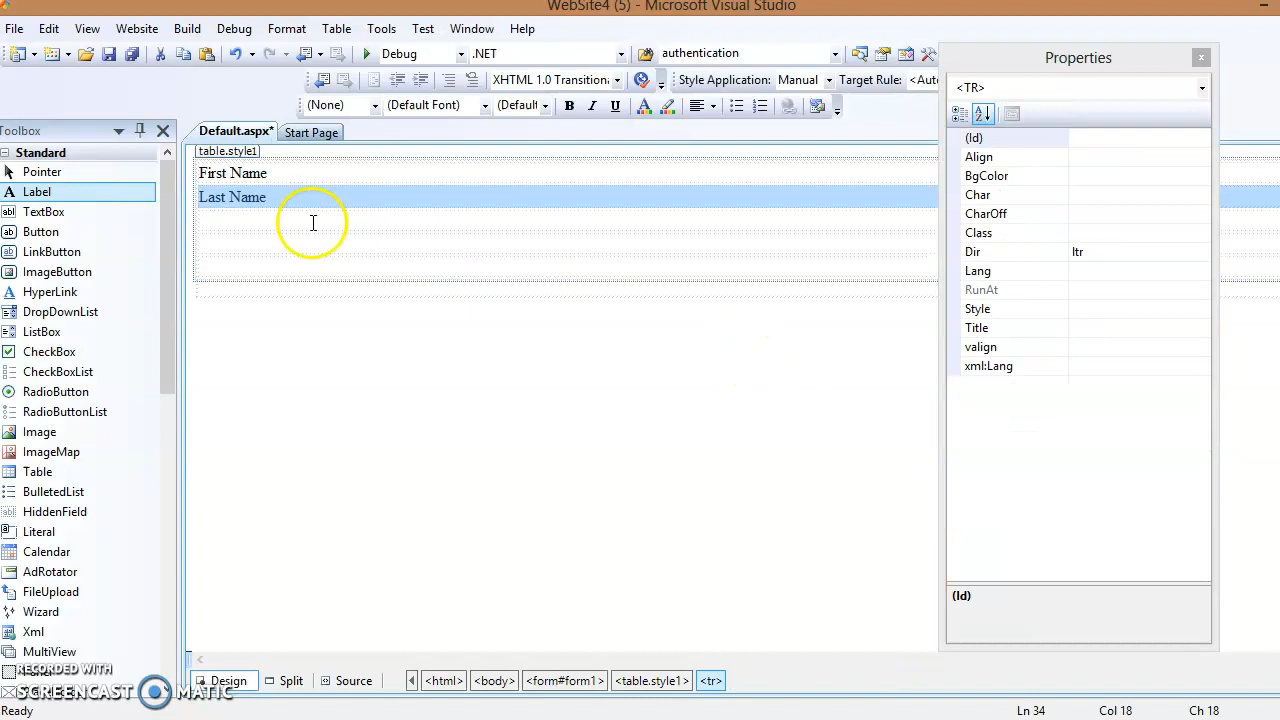 WebSite4 (5) - Microsoft Visual Studio
File Edit View Website Build Debug Format Table Tools Test Window Help
Debug .NET authentication
XHTML 1.0 Transitiona Style Application: Manual Target Rule: <Aut
(None) (Default Font) (Default B I U A
Toolbox
Default.aspx* Start Page
Standard
Pointer
A Label
ab| TextBox
ab Button
ab LinkButton
ImageButton
A HyperLink
DropDownList
ListBox
CheckBox
CheckBoxList
RadioButton
RadioButtonList
Image
ImageMap
Table
BulletedList
ab| HiddenField
Literal
Calendar
AdRotator
FileUpload
Wizard
Xml
MultiView
table.style1
First Name
Last Name
Properties x
<TR>
(Id)
Align
BgColor
Char
CharOff
Class
Dir ltr
Lang
RunAt
Style
Title
valign
xml:Lang
(Id)
RECORDED WITH
SCREENCAST MATIC
Design Split Source <html> <body> <form#form1> <table.style1> <tr>
Ready Ln 34 Col 18 Ch 18